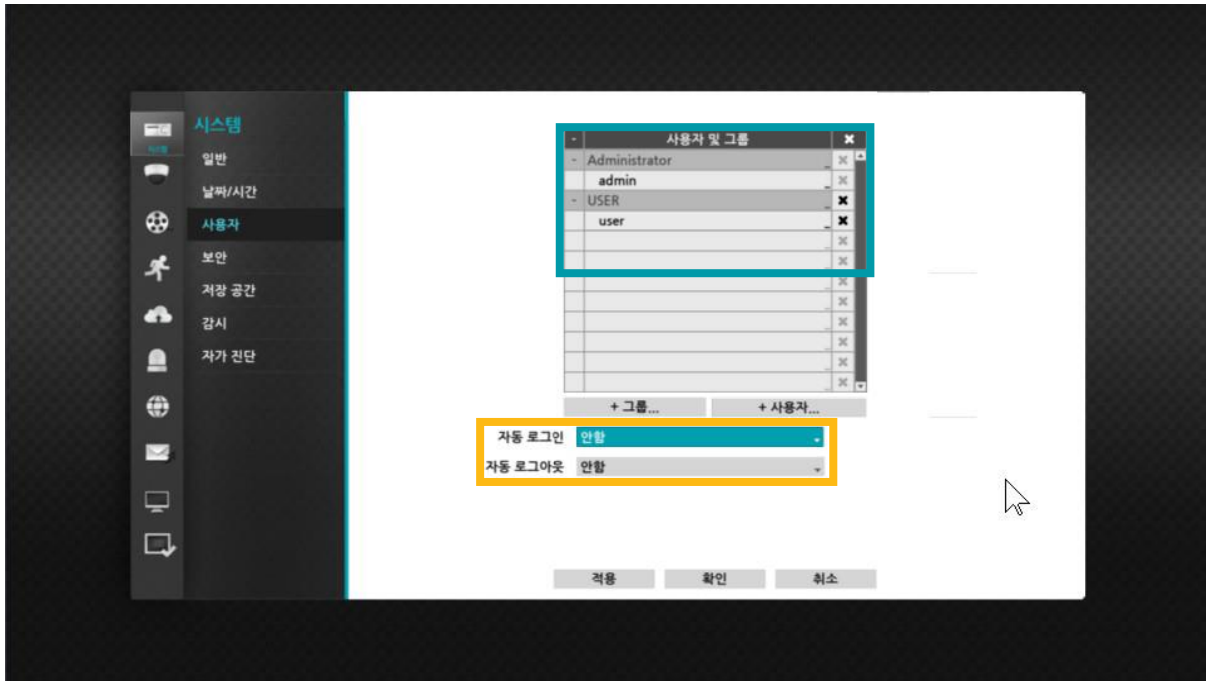 시스템
시스템
일반
날짜/시간
사용자
보안
저장 공간
감시
자가 진단
사용자 및 그룹
Administrator
admin
USER
user
+ 그룹...
+ 사용자...
자동 로그인 안함
자동 로그아웃 안함
적용 확인 취소